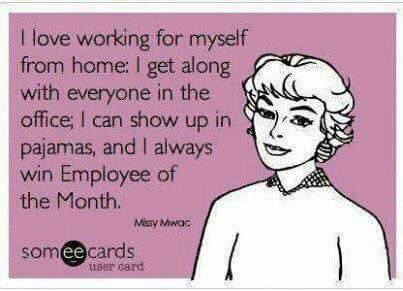 I love working for myself
from home: I get along
with everyone in the
office; I can show up in
pajamas, and I always
win Employee of
the Month.
Missy Mwac
someecards
user card